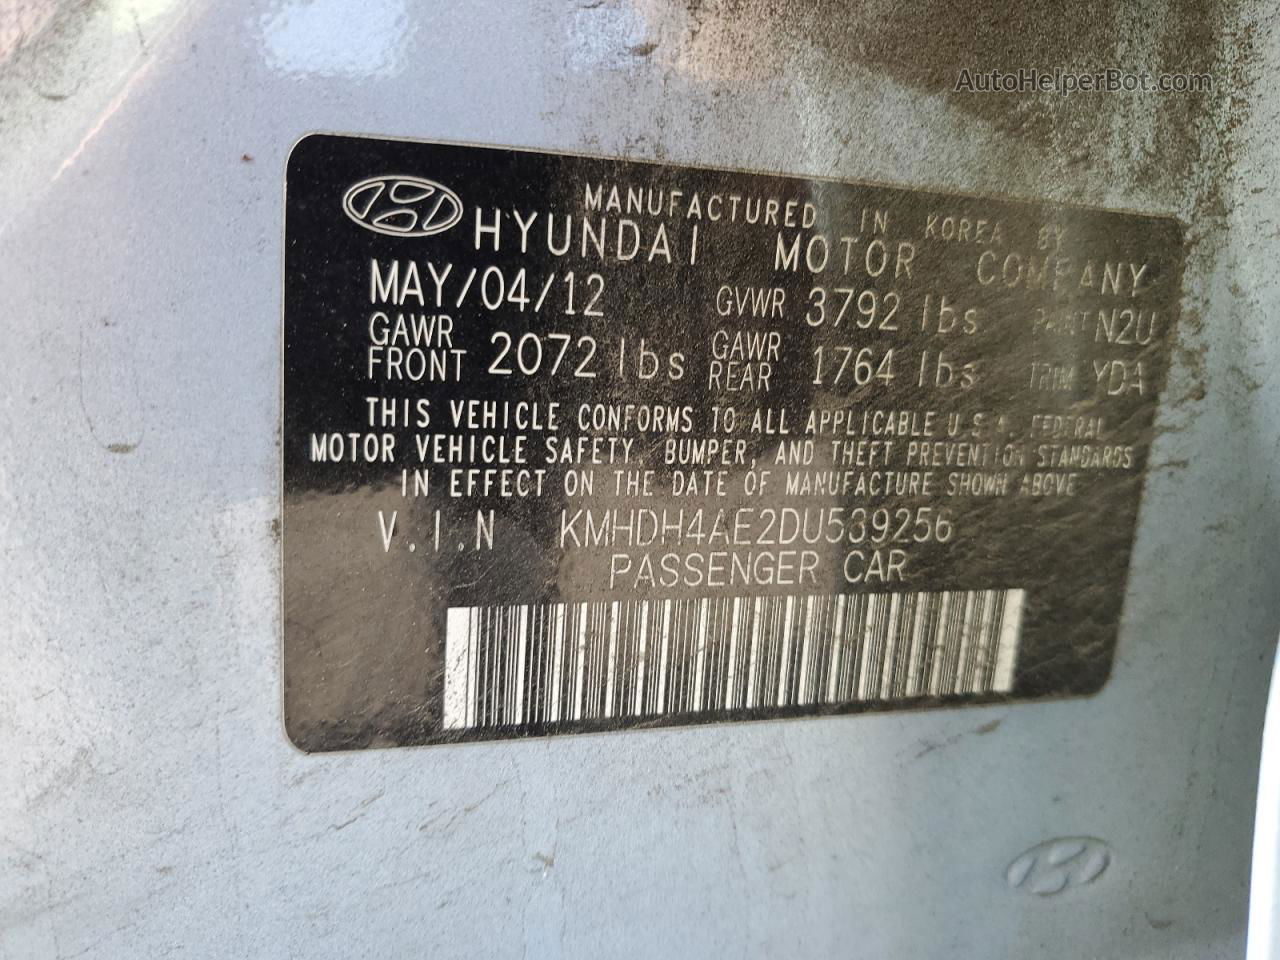 AutoHelperBot.com
MANUFACTURED IN KOREA BY
HYUNDAI MOTOR COMPANY
MAY/04/12 GVWR 3792 lbs PAINT N2U
GAWR FRONT 2072 lbs GAWR REAR 1764 lbs TRIM YDA
THIS VEHICLE CONFORMS TO ALL APPLICABLE U.S.A. FEDERAL
MOTOR VEHICLE SAFETY, BUMPER, AND THEFT PREVENTION STANDARDS
IN EFFECT ON THE DATE OF MANUFACTURE SHOWN ABOVE
V.I.N KMHDH4AE2DU539256
PASSENGER CAR